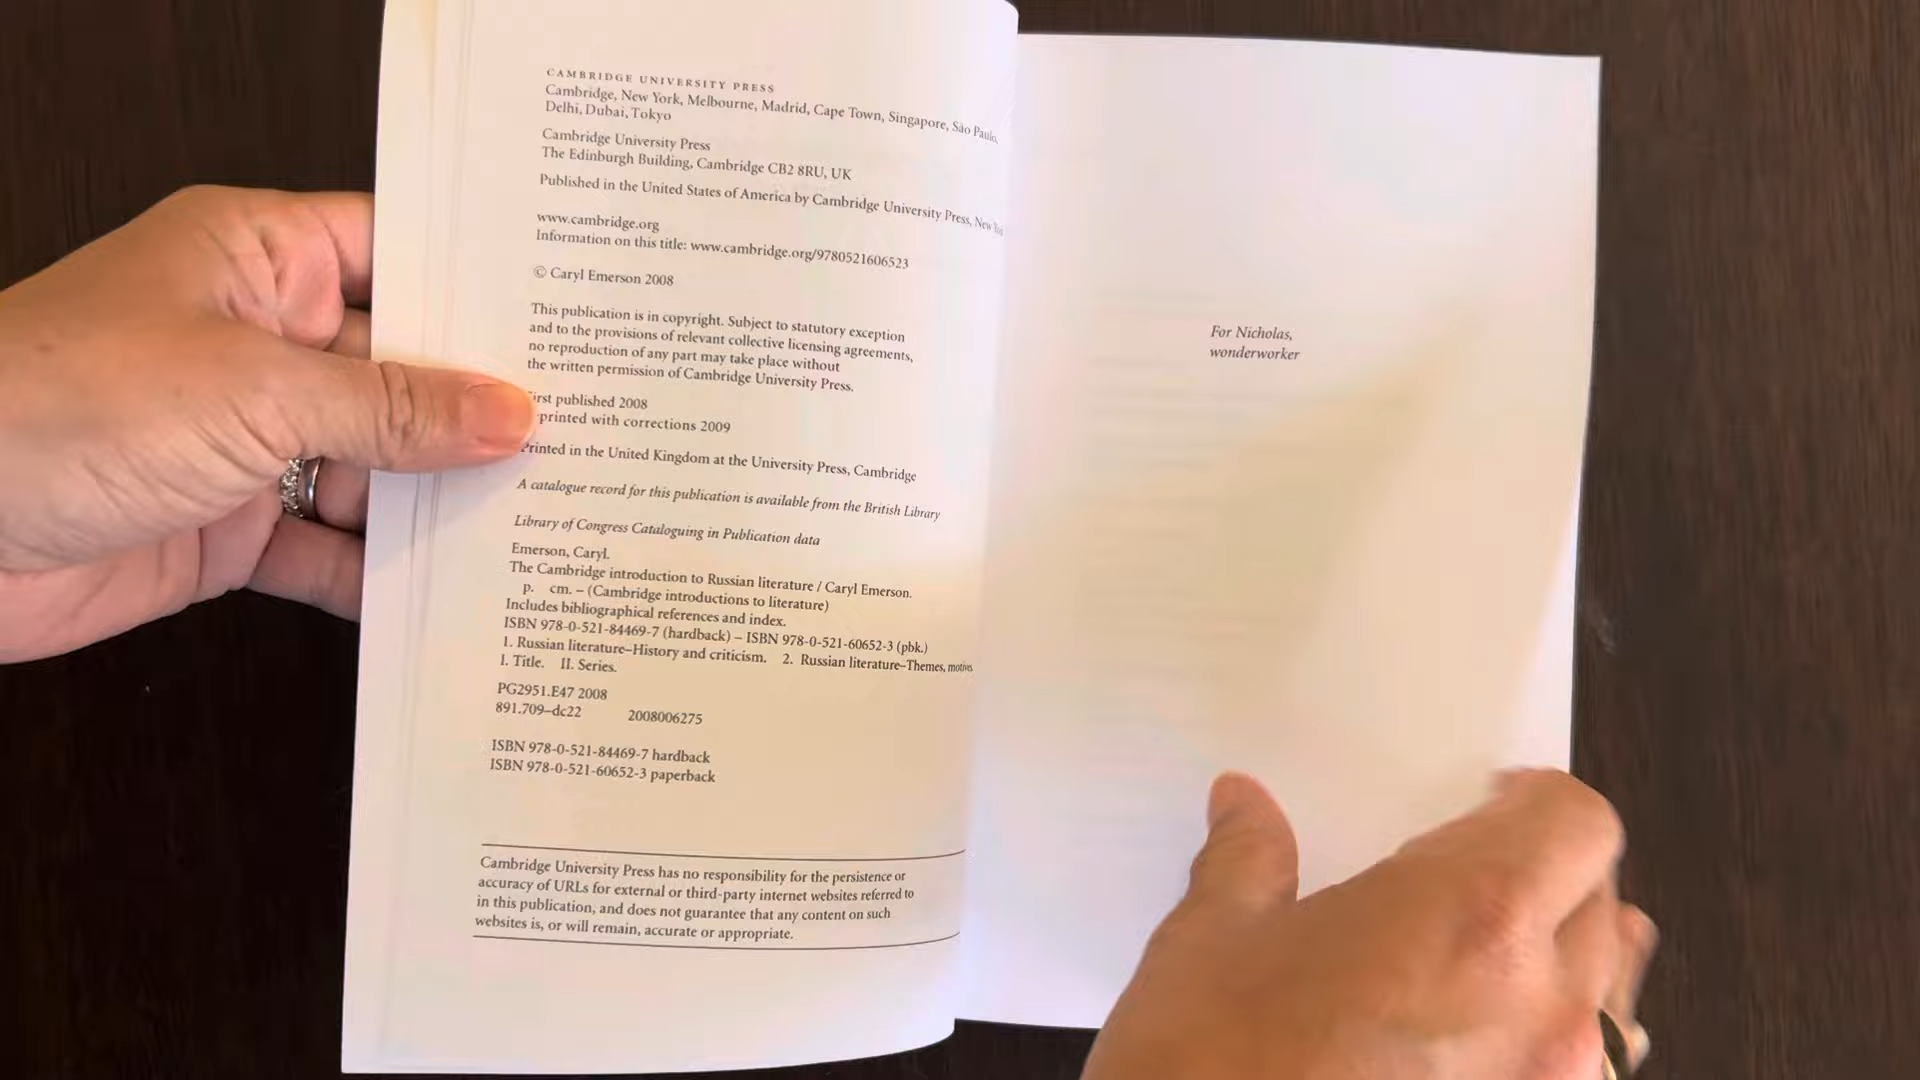 CAMBRIDGE UNIVERSITY PRESS
Cambridge, New York, Melbourne, Madrid, Cape Town, Singapore, São Paulo,
Delhi, Dubai, Tokyo
Cambridge University Press
The Edinburgh Building, Cambridge CB2 8RU, UK
Published in the United States of America by Cambridge University Press, New York
www.cambridge.org
Information on this title: www.cambridge.org/9780521606523
© Caryl Emerson 2008
This publication is in copyright. Subject to statutory exception
and to the provisions of relevant collective licensing agreements,
no reproduction of any part may take place without
the written permission of Cambridge University Press.
irst published 2008
printed with corrections 2009
Printed in the United Kingdom at the University Press, Cambridge
A catalogue record for this publication is available from the British Library
Library of Congress Cataloguing in Publication data
Emerson, Caryl.
The Cambridge introduction to Russian literature / Caryl Emerson.
p. cm. – (Cambridge introductions to literature)
Includes bibliographical references and index.
ISBN 978-0-521-84469-7 (hardback) – ISBN 978-0-521-60652-3 (pbk.)
1. Russian literature–History and criticism. 2. Russian literature–Themes, motives
I. Title. II. Series.
PG2951.E47 2008
891.709–dc22 2008006275
ISBN 978-0-521-84469-7 hardback
ISBN 978-0-521-60652-3 paperback
Cambridge University Press has no responsibility for the persistence or
accuracy of URLs for external or third-party internet websites referred to
in this publication, and does not guarantee that any content on such
websites is, or will remain, accurate or appropriate.
For Nicholas,
wonderworker